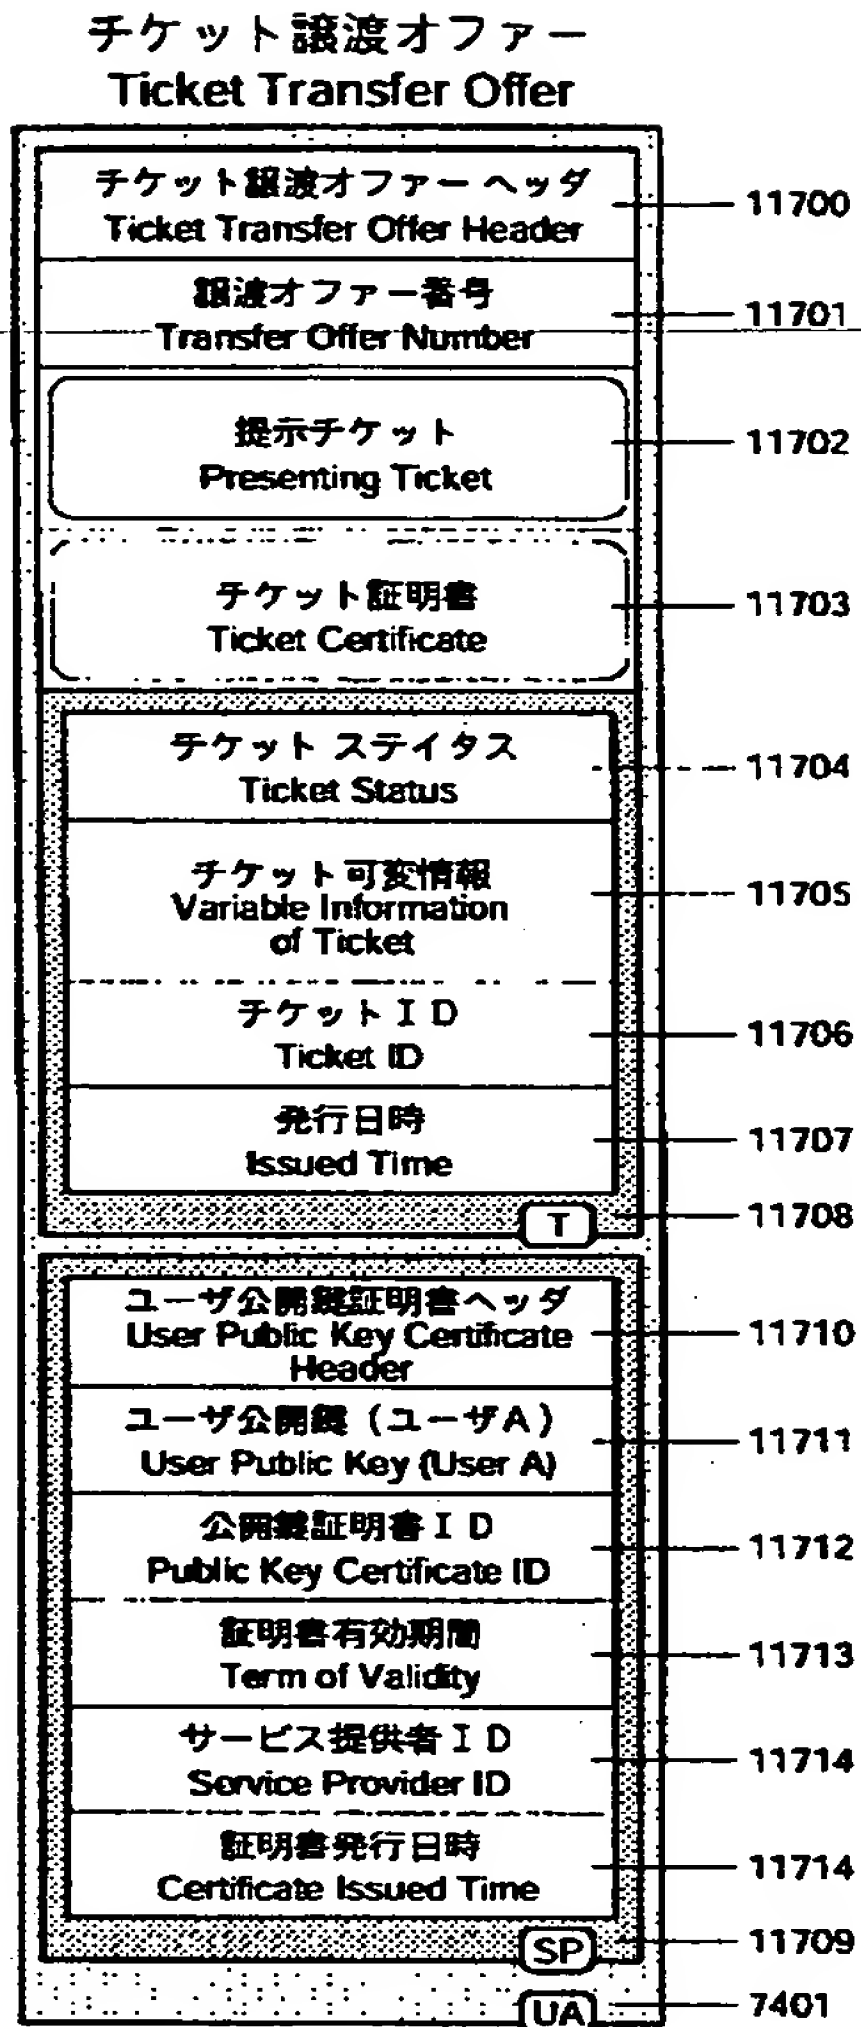 チケット譲渡オファー
Ticket Transfer Offer
チケット譲渡オファー ヘッダ
Ticket Transfer Offer Header
11700
譲渡オファー番号
Transfer Offer Number
11701
提示チケット
Presenting Ticket
11702
チケット証明書
Ticket Certificate
11703
チケット ステイタス
Ticket Status
11704
チケット可変情報
Variable Information
of Ticket
11705
チケットID
Ticket ID
11706
発行日時
Issued Time
11707
T
11708
ユーザ公開鍵証明書ヘッダ
User Public Key Certificate
Header
11710
ユーザ公開鍵（ユーザA）
User Public Key (User A)
11711
公開鍵証明書ID
Public Key Certificate ID
11712
証明書有効期間
Term of Validity
11713
サービス提供者ID
Service Provider ID
11714
証明書発行日時
Certificate Issued Time
11714
SP
11709
UA
7401